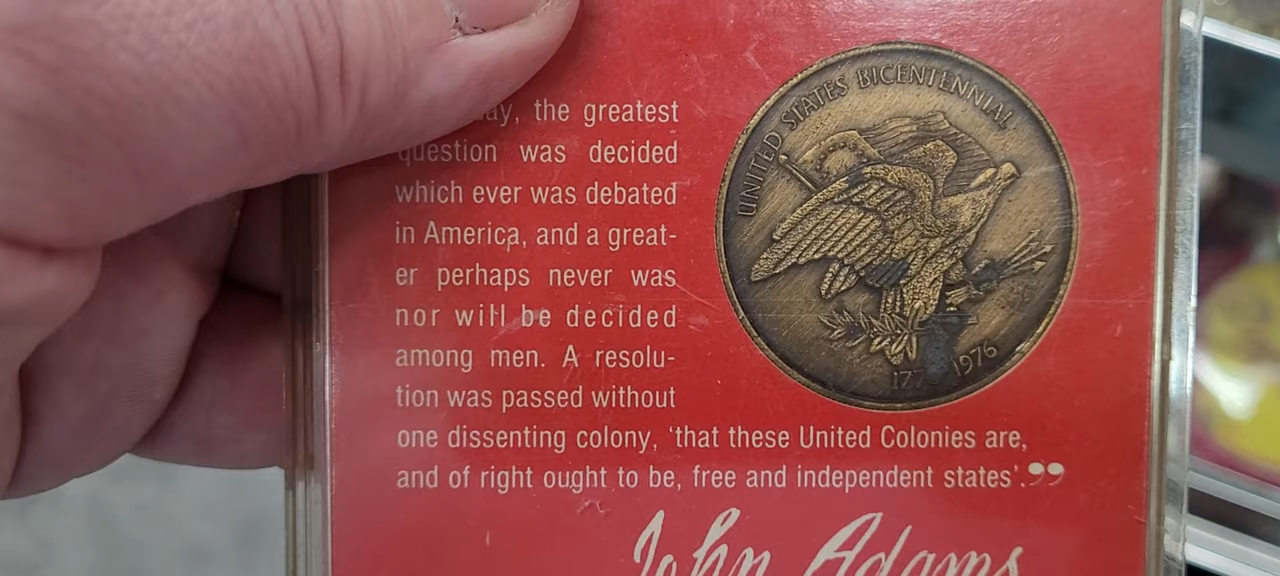 the greatest
question was decided
which ever was debated
in America, and a great-
er perhaps never was
nor will be decided
among men. A resolu-
tion was passed without
one dissenting colony, ‘that these United Colonies are,
and of right ought to be, free and independent states’.”
John Adams
UNITED STATES BICENTENNIAL
1976